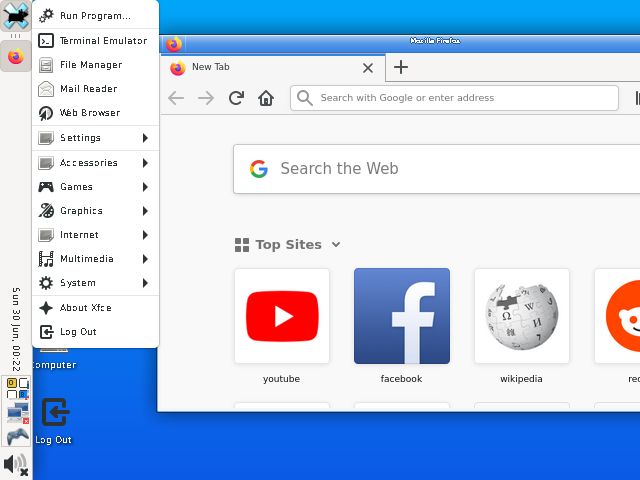 Run Program...
Terminal Emulator
File Manager
Mail Reader
Web Browser
Settings
Accessories
Games
Graphics
Internet
Multimedia
System
About Xfce
Log Out
Sun 30 Jun, 00:22
Computer
Log Out
Mozilla Firefox
New Tab
Search with Google or enter address
Search the Web
Top Sites
youtube
facebook
wikipedia